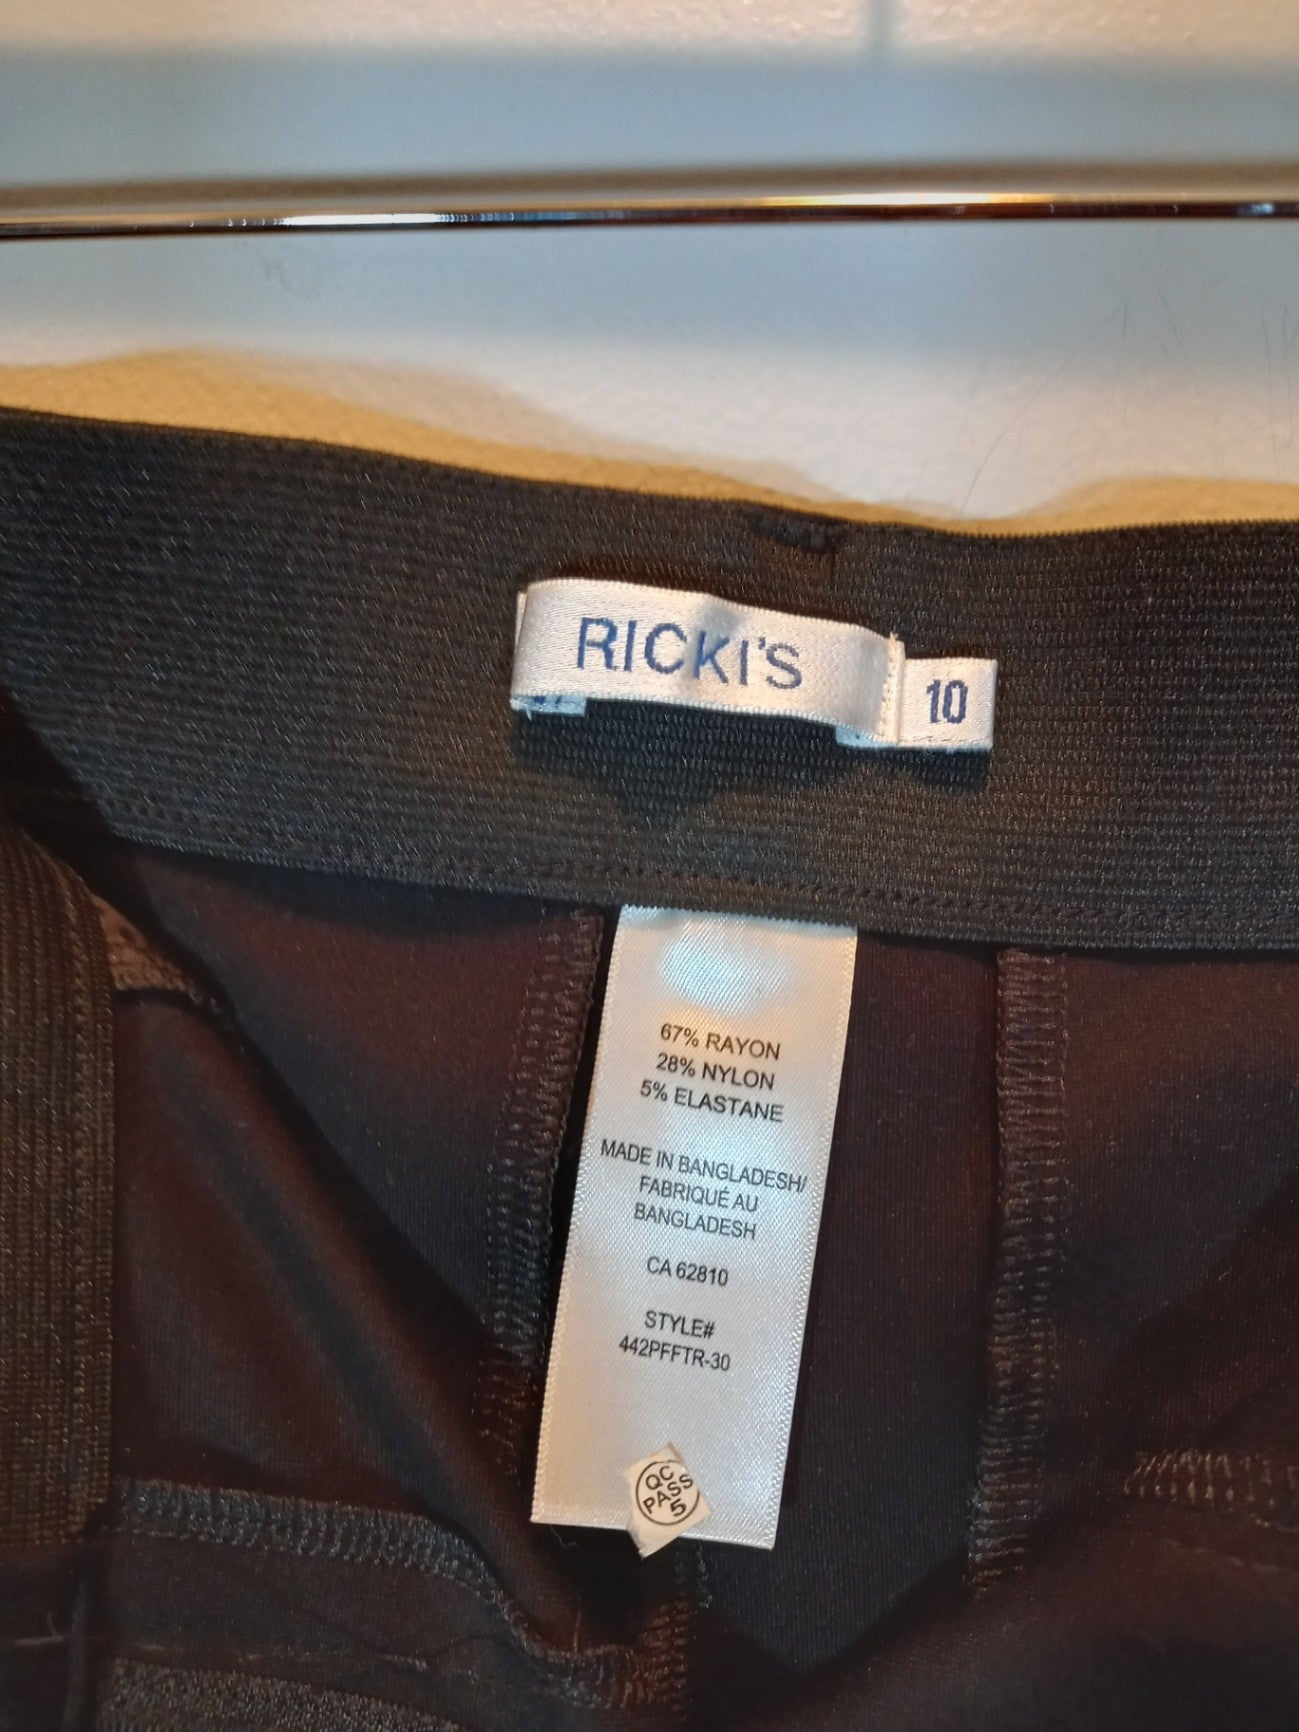 RICKI'S
10
67% RAYON
28% NYLON
5% ELASTANE
MADE IN BANGLADESH/
FABRIQUÉ AU
BANGLADESH
CA 62810
STYLE#
442PFFTR-30
QC
PASS
5